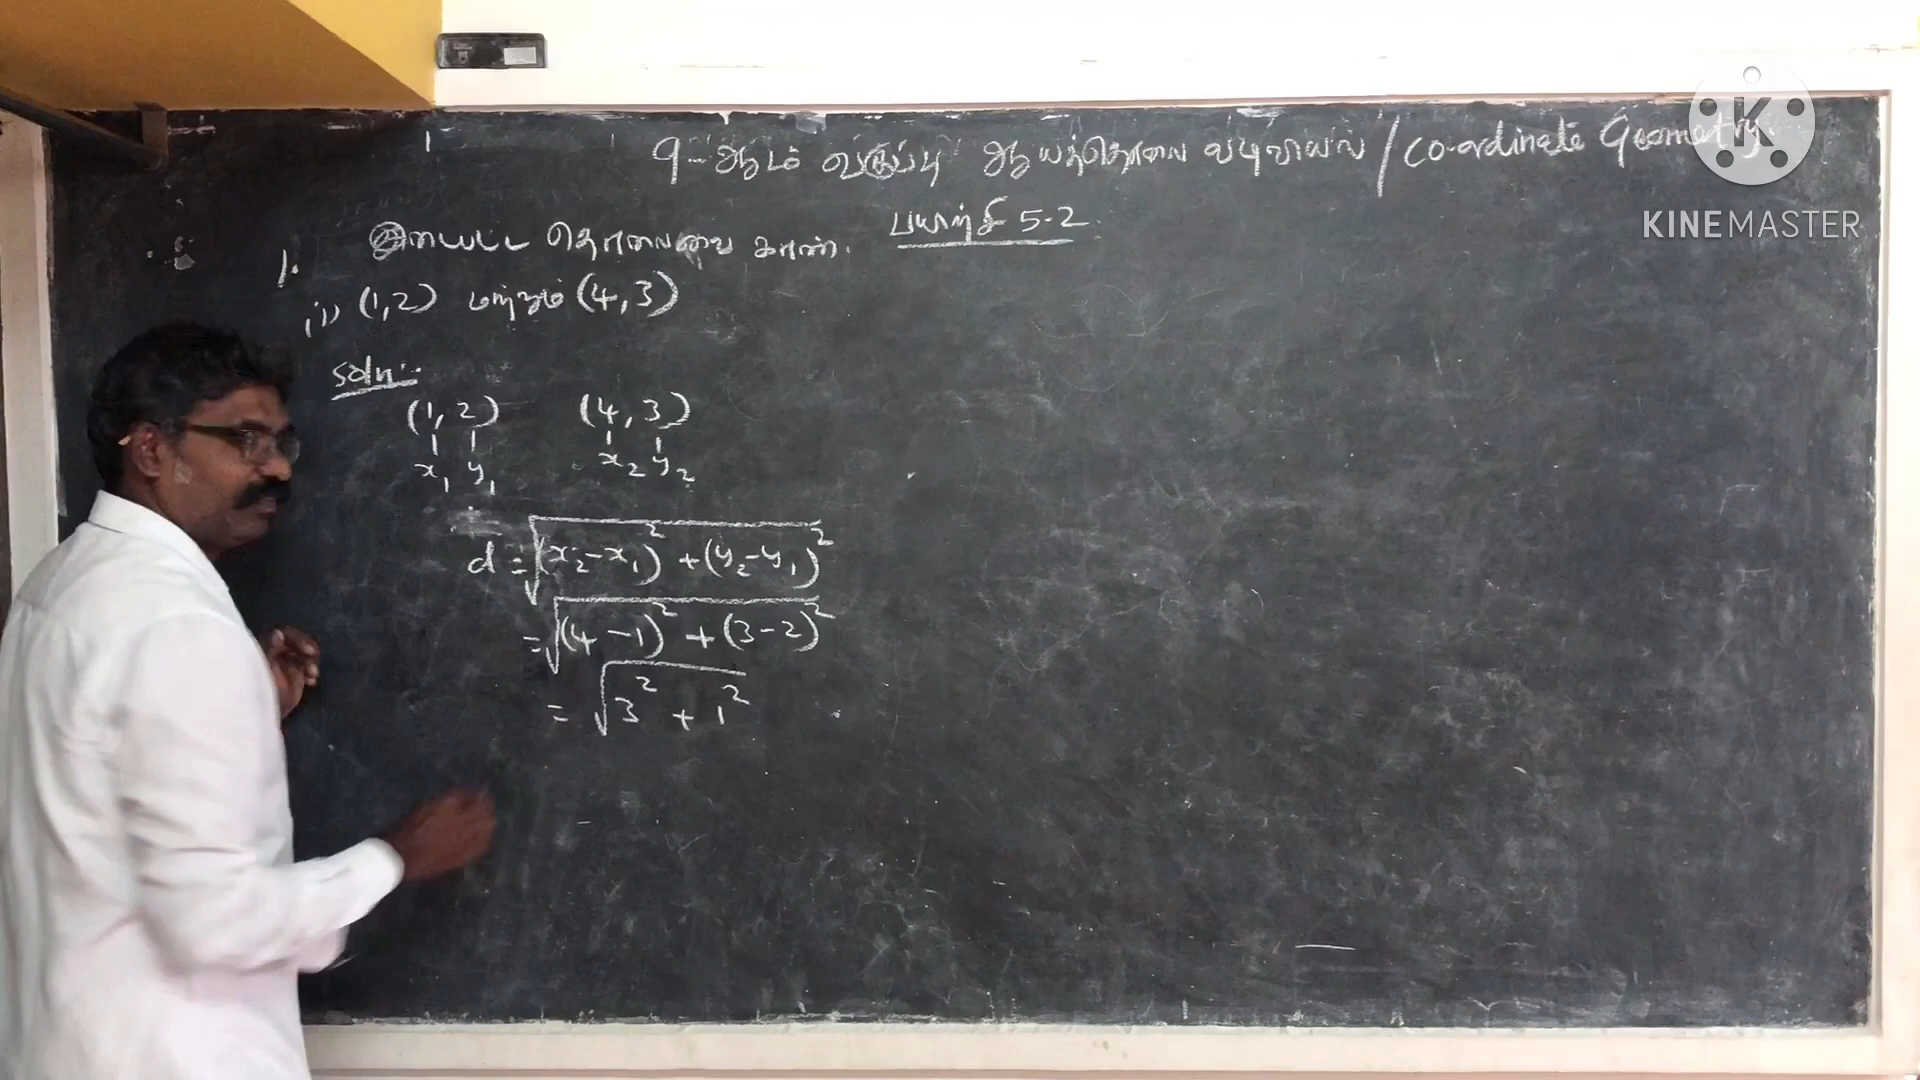 9-ஆம் வகுப்பு ஆயத்தொலை வடிவியல் / Co-ordinate Geometry
பயிற்சி 5-2
1. இடைப்பட்ட தொலைவை காண்.
(i) (1,2) மற்றும் (4,3)
Soln:-
(1, 2) (4, 3)
x₁ y₁ x₂ y₂
d = √(x₂-x₁)² + (y₂-y₁)²
= √(4-1)² + (3-2)²
= √3² + 1²
K
KINEMASTER